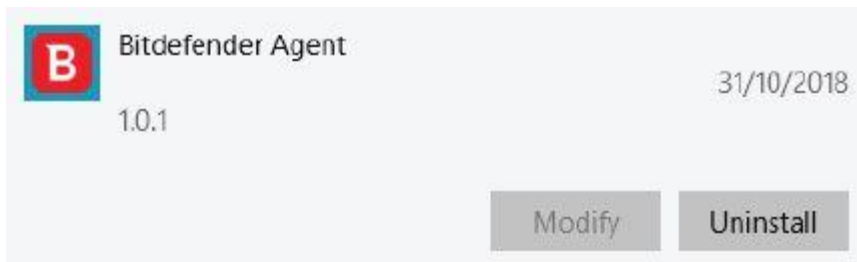 B
Bitdefender Agent
31/10/2018
1.0.1
Modify
Uninstall